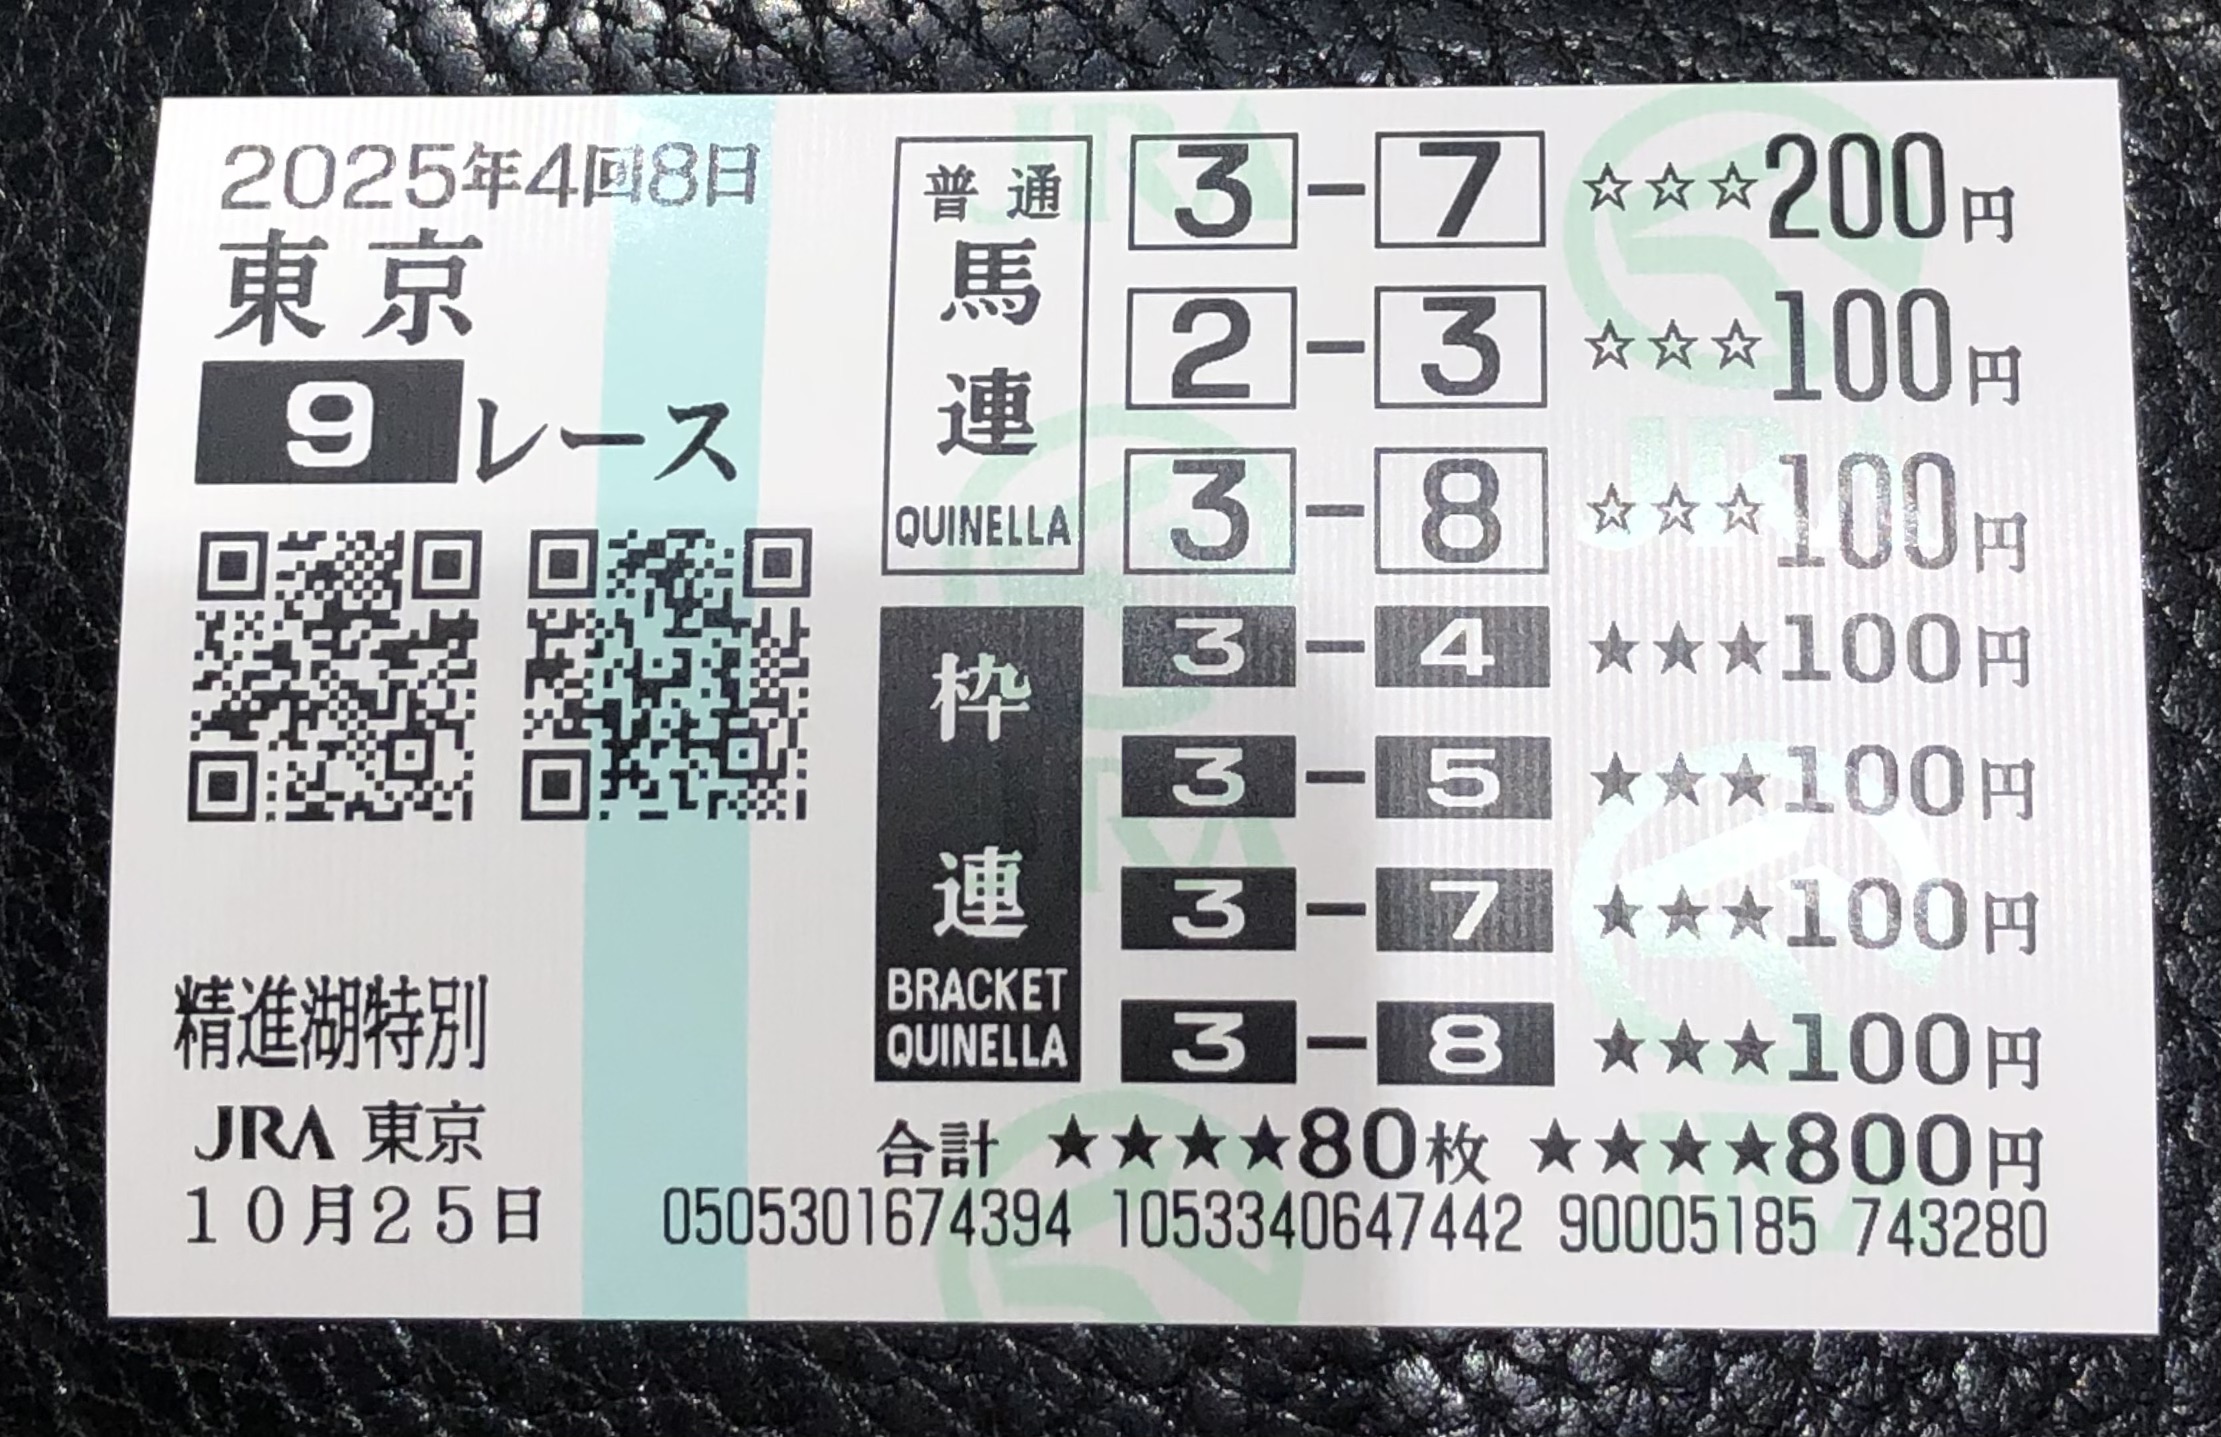 2025年4回8日
東京
9レース
精進湖特別
JRA 東京
10月25日
普通
馬連
QUINELLA
3-7 ☆☆☆200円
2-3 ☆☆☆100円
3-8 ☆☆☆100円
枠連
BRACKET
QUINELLA
3-4 ★★★100円
3-5 ★★★100円
3-7 ★★★100円
3-8 ★★★100円
合計 ★★★★80枚 ★★★★800円
0505301674394 1053340647442 90005185 743280